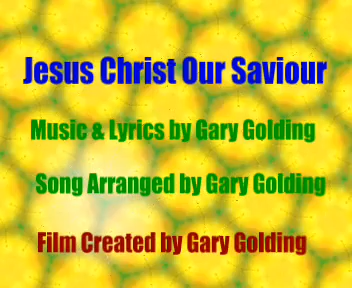 Jesus Christ Our Saviour
Music & Lyrics by Gary Golding
Song Arranged by Gary Golding
Film Created by Gary Golding